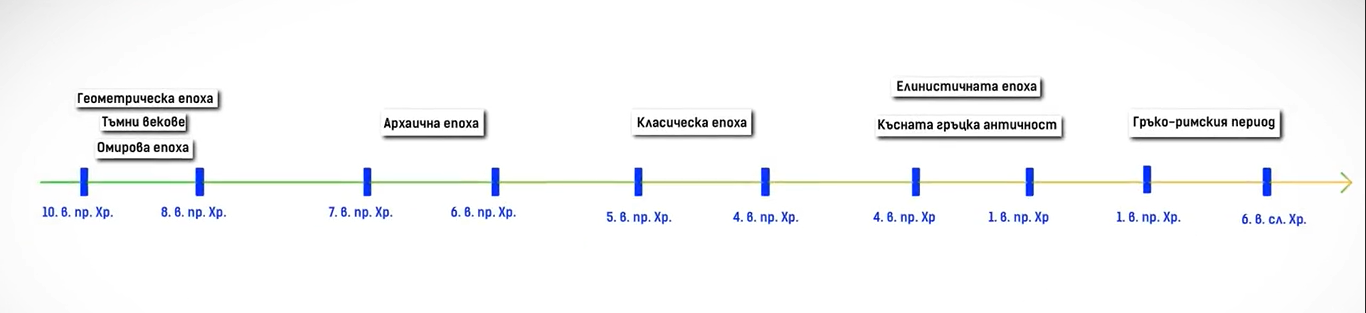 Геометрическа епоха
Тъмни векове
Омирова епоха
Архаична епоха
Класическа епоха
Елинистичната епоха
Късната гръцка античност
Гръко-римския период
10. в. пр. Хр.
8. в. пр. Хр.
7. в. пр. Хр.
6. в. пр. Хр.
5. в. пр. Хр.
4. в. пр. Хр.
4. в. пр. Хр
1. в. пр. Хр
1. в. пр. Хр.
6. в. сл. Хр.